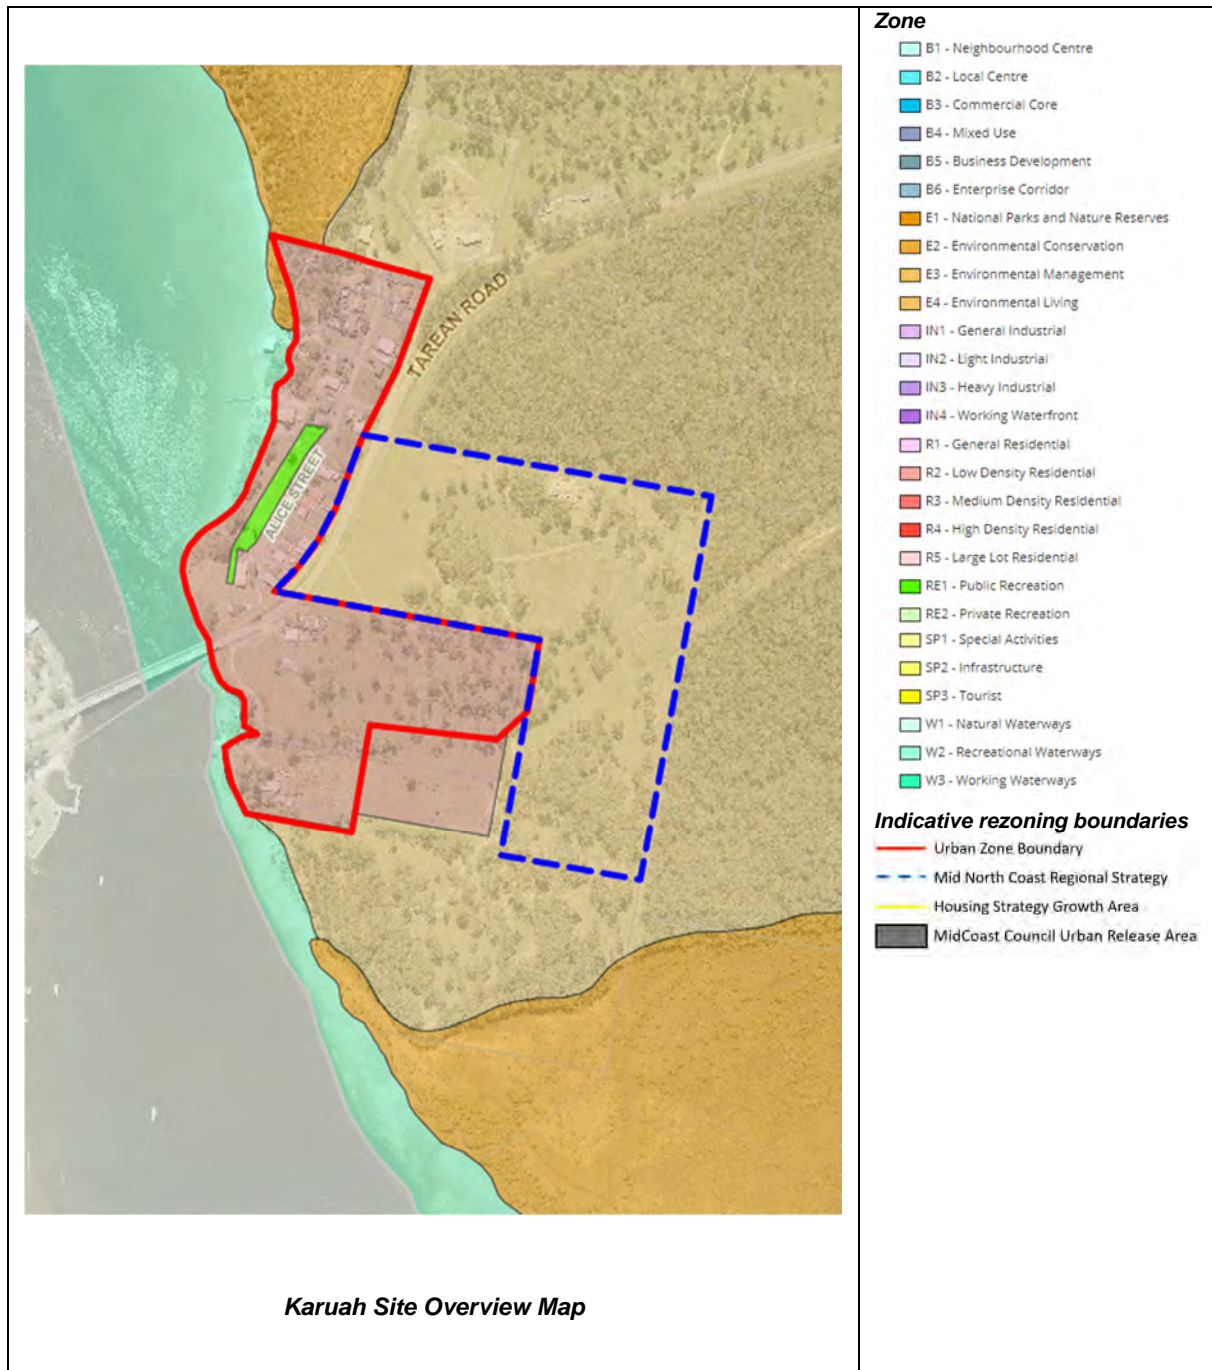 Zone
B1 - Neighbourhood Centre
B2 - Local Centre
B3 - Commercial Core
B4 - Mixed Use
B5 - Business Development
B6 - Enterprise Corridor
E1 - National Parks and Nature Reserves
E2 - Environmental Conservation
E3 - Environmental Management
E4 - Environmental Living
IN1 - General Industrial
IN2 - Light Industrial
IN3 - Heavy Industrial
IN4 - Working Waterfront
R1 - General Residential
R2 - Low Density Residential
R3 - Medium Density Residential
R4 - High Density Residential
R5 - Large Lot Residential
RE1 - Public Recreation
RE2 - Private Recreation
SP1 - Special Activities
SP2 - Infrastructure
SP3 - Tourist
W1 - Natural Waterways
W2 - Recreational Waterways
W3 - Working Waterways
Indicative rezoning boundaries
Urban Zone Boundary
Mid North Coast Regional Strategy
Housing Strategy Growth Area
MidCoast Council Urban Release Area
TAREAN ROAD
ALICE STREET
Karuah Site Overview Map